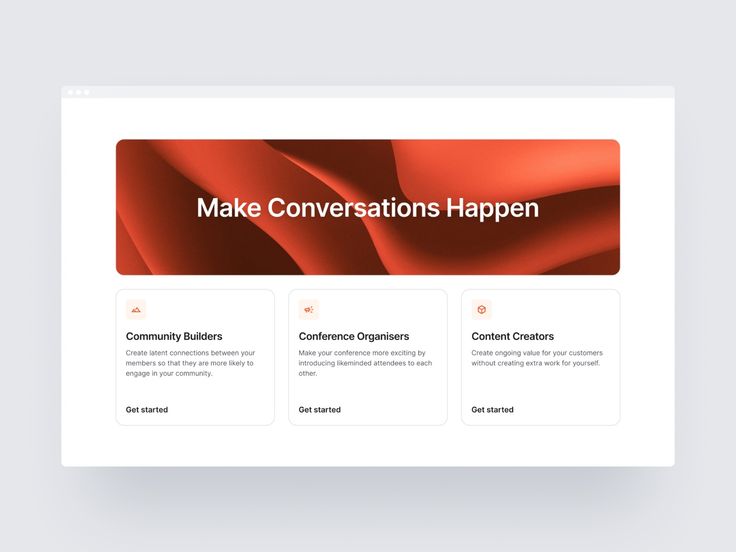 Make Conversations Happen
Community Builders
Create latent connections between your
members so that they are more likely to
engage in your community.
Get started
Conference Organisers
Make your conference more exciting by
introducing likeminded attendees to each
other.
Get started
Content Creators
Create ongoing value for your customers
without creating extra work for yourself.
Get started